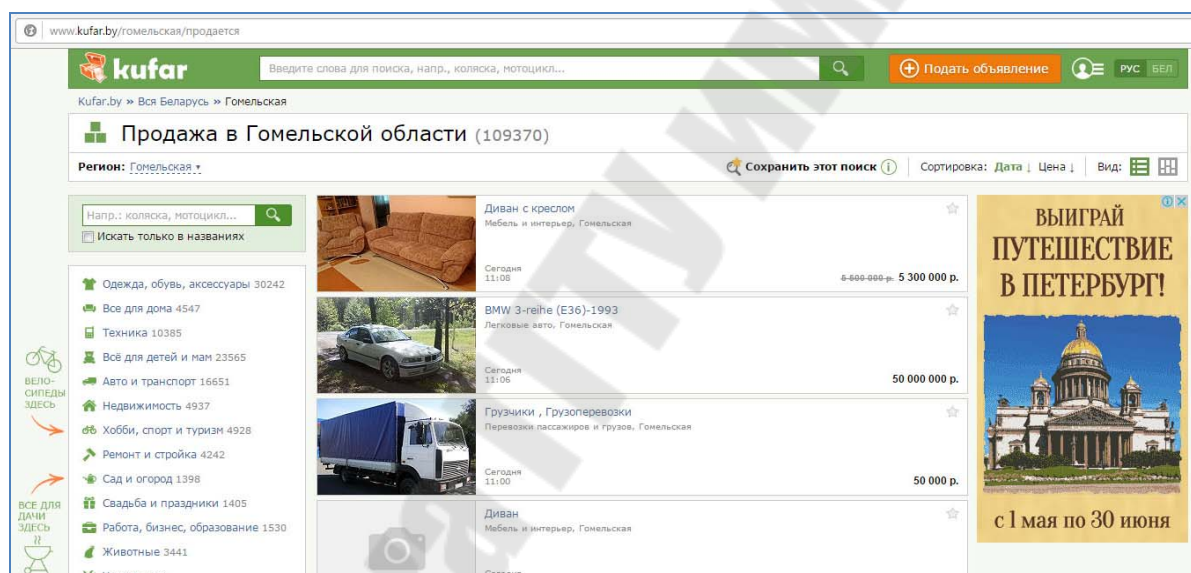 www.kufar.by/гомельская/продается
kufar
Введите слова для поиска, напр., коляска, мотоцикл...
Подать объявление
РУС БЕЛ
Kufar.by » Вся Беларусь » Гомельская
Продажа в Гомельской области (109370)
Регион: Гомельская
Сохранить этот поиск
Сортировка: Дата ↓ Цена ↓
Вид:
Напр.: коляска, мотоцикл...
Искать только в названиях
Одежда, обувь, аксессуары 30242
Все для дома 4547
Техника 10385
Всё для детей и мам 23565
Авто и транспорт 16651
Недвижимость 4937
Хобби, спорт и туризм 4928
Ремонт и стройка 4242
Сад и огород 1398
Свадьба и праздники 1405
Работа, бизнес, образование 1530
Животные 3441
ВЕЛО-
СИПЕДЫ
ЗДЕСЬ
ВСЕ ДЛЯ
ДАЧИ
ЗДЕСЬ
Диван с креслом
Мебель и интерьер, Гомельская
Сегодня
11:08
5 600 000 р. 5 300 000 р.
BMW 3-reihe (E36)-1993
Легковые авто, Гомельская
Сегодня
11:06
50 000 000 р.
Грузчики , Грузоперевозки
Перевозки пассажиров и грузов, Гомельская
Сегодня
11:00
50 000 р.
Диван
Мебель и интерьер, Гомельская
Сегодня
ВЫИГРАЙ
ПУТЕШЕСТВИЕ
В ПЕТЕРБУРГ!
с 1 мая по 30 июня